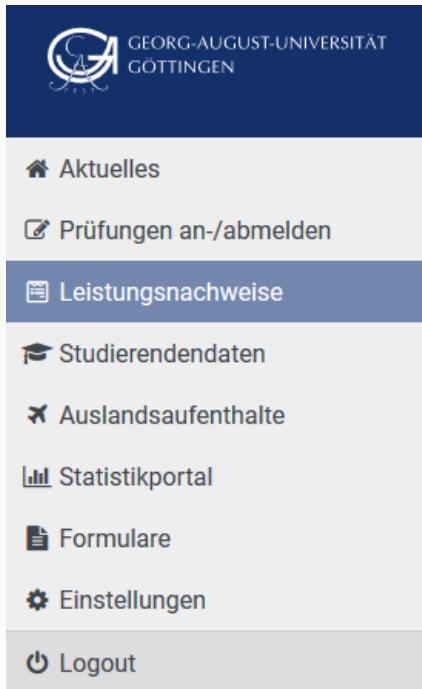 GEORG-AUGUST-UNIVERSITÄT
GÖTTINGEN
Aktuelles
Prüfungen an-/abmelden
Leistungsnachweise
Studierendendaten
Auslandsaufenthalte
Statistikportal
Formulare
Einstellungen
Logout